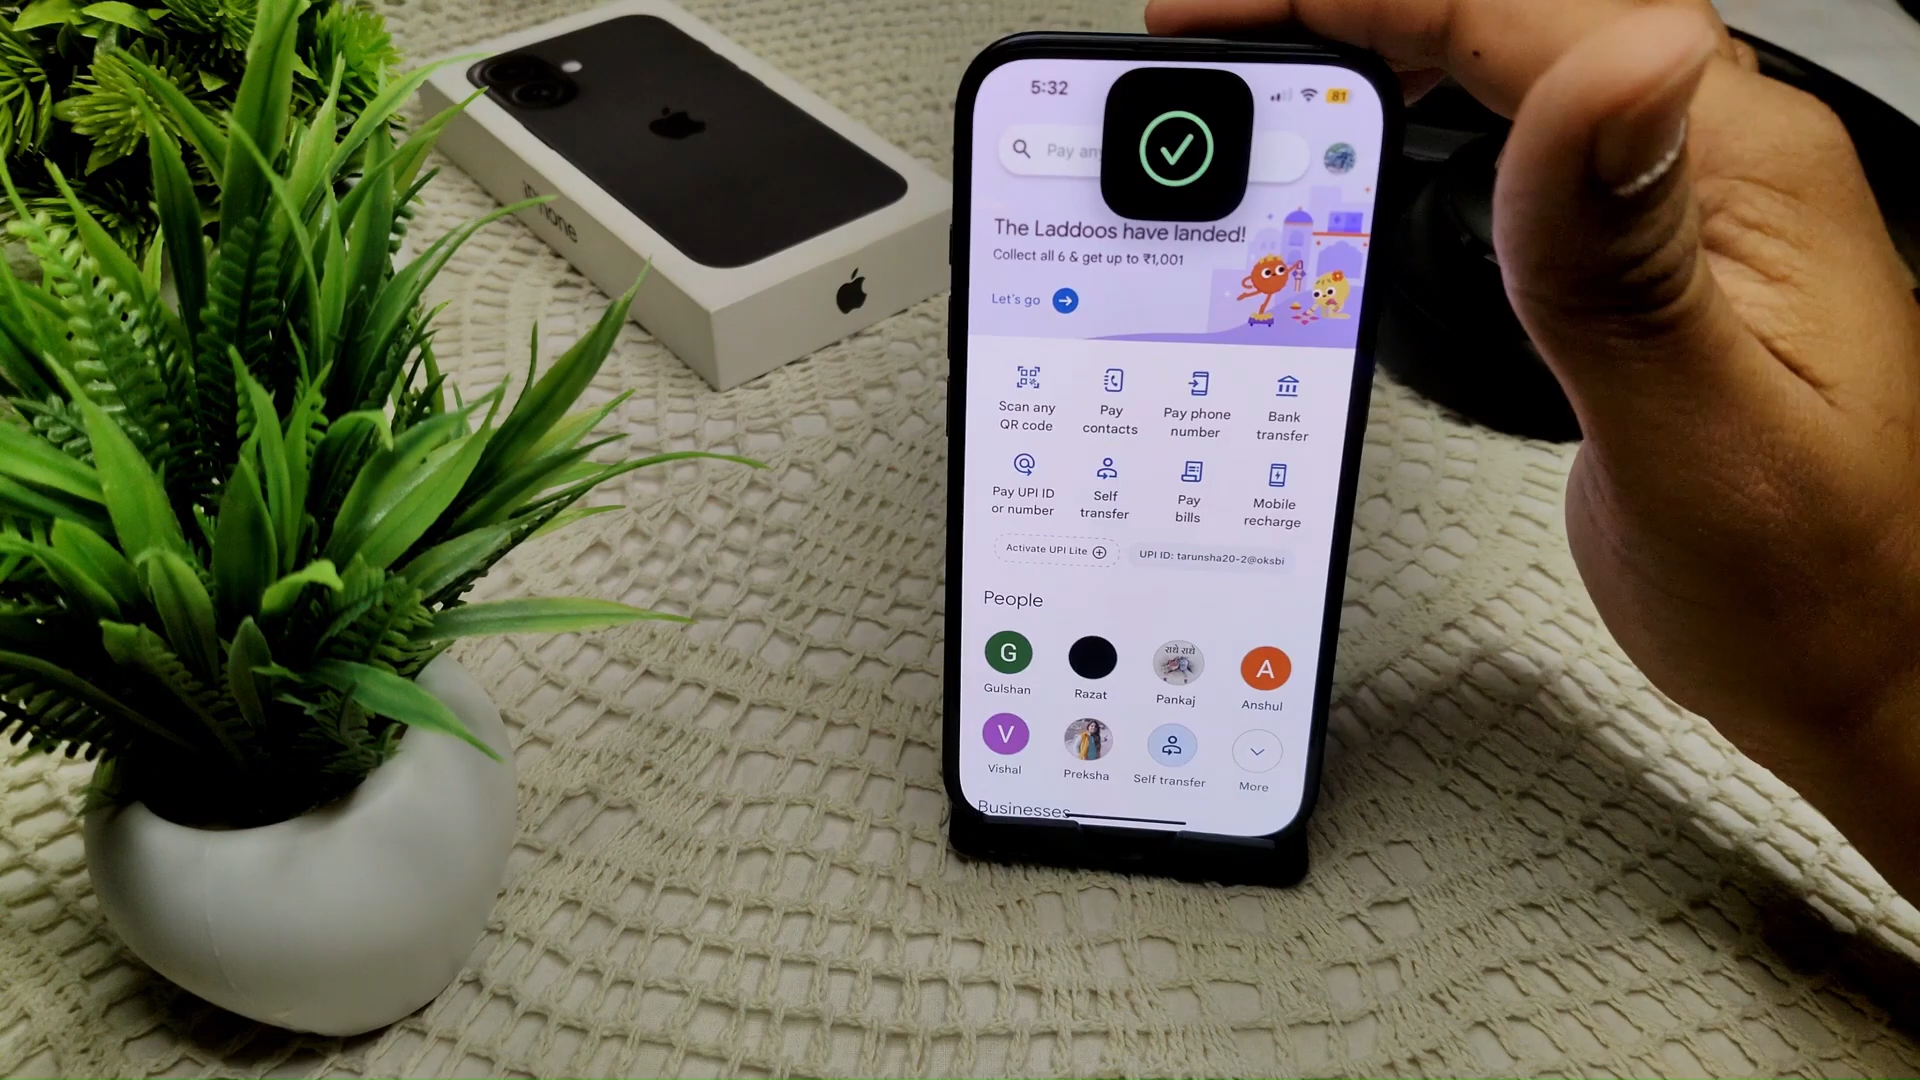 iPhone
5:32
81
Pay any
The Laddoos have landed!
Collect all 6 & get up to ₹1,001
Let's go
Scan any
QR code
Pay
contacts
Pay phone
number
Bank
transfer
Pay UPI ID
or number
Self
transfer
Pay
bills
Mobile
recharge
Activate UPI Lite
UPI ID: tarunsha20-2@oksbi
People
G
राधे राधे
A
Gulshan
Razat
Pankaj
Anshul
V
Vishal
Preksha
Self transfer
More
Businesses